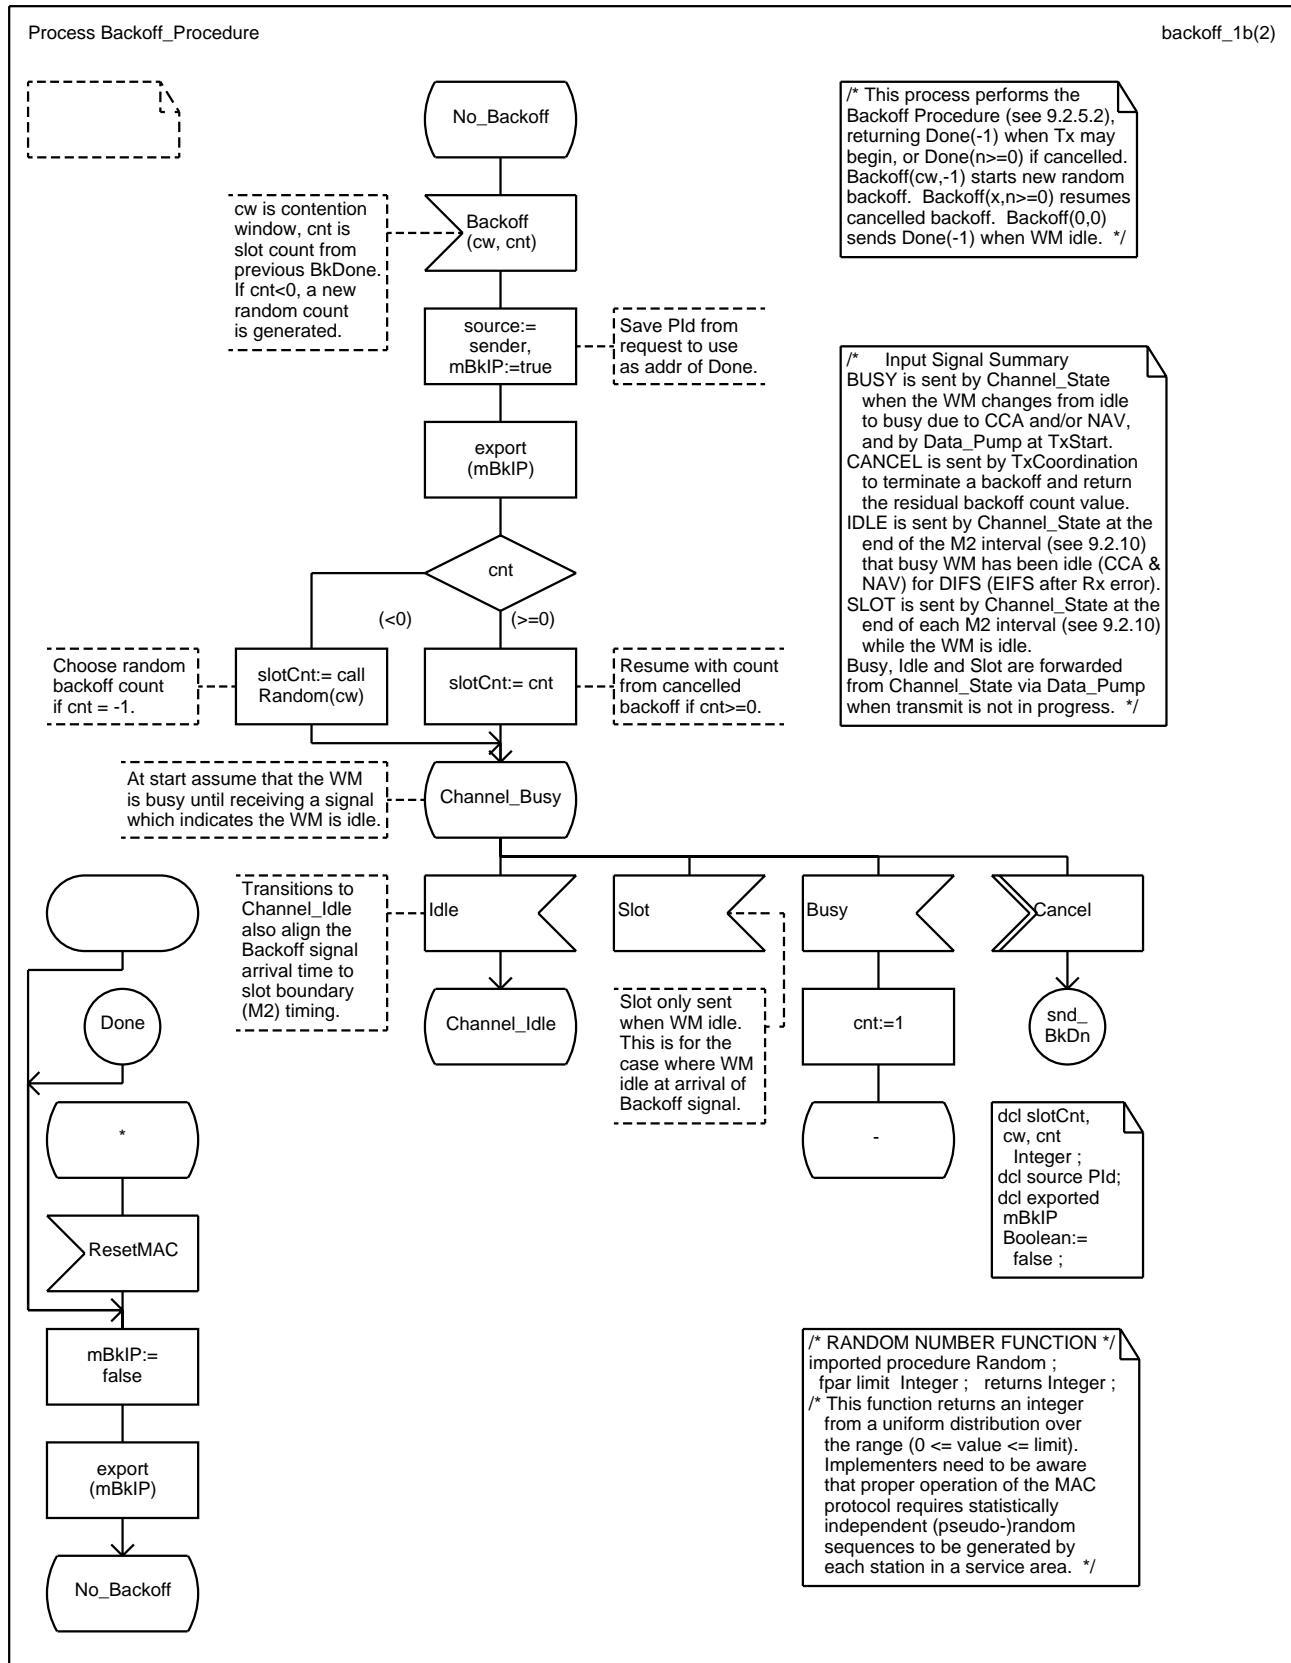 Process Backoff_Procedure
backoff_1b(2)
No_Backoff
/* This process performs the
Backoff Procedure (see 9.2.5.2),
returning Done(-1) when Tx may
begin, or Done(n>=0) if cancelled.
Backoff(cw,-1) starts new random
backoff. Backoff(x,n>=0) resumes
cancelled backoff. Backoff(0,0)
sends Done(-1) when WM idle. */
cw is contention
window, cnt is
slot count from
previous BkDone.
If cnt<0, a new
random count
is generated.
Backoff
(cw, cnt)
source:=
sender,
mBkIP:=true
Save PId from
request to use
as addr of Done.
/* Input Signal Summary
BUSY is sent by Channel_State
when the WM changes from idle
to busy due to CCA and/or NAV,
and by Data_Pump at TxStart.
CANCEL is sent by TxCoordination
to terminate a backoff and return
the residual backoff count value.
IDLE is sent by Channel_State at the
end of the M2 interval (see 9.2.10)
that busy WM has been idle (CCA &
NAV) for DIFS (EIFS after Rx error).
SLOT is sent by Channel_State at the
end of each M2 interval (see 9.2.10)
while the WM is idle.
Busy, Idle and Slot are forwarded
from Channel_State via Data_Pump
when transmit is not in progress. */
export
(mBkIP)
cnt
(<0)
(>=0)
Choose random
backoff count
if cnt = -1.
slotCnt:= call
Random(cw)
slotCnt:= cnt
Resume with count
from cancelled
backoff if cnt>=0.
At start assume that the WM
is busy until receiving a signal
which indicates the WM is idle.
Channel_Busy
Transitions to
Channel_Idle
also align the
Backoff signal
arrival time to
slot boundary
(M2) timing.
Idle
Slot
Busy
Cancel
Done
Channel_Idle
Slot only sent
when WM idle.
This is for the
case where WM
idle at arrival of
Backoff signal.
cnt:=1
snd_
BkDn
*
-
dcl slotCnt,
cw, cnt
Integer ;
dcl source PId;
dcl exported
mBkIP
Boolean:=
false ;
ResetMAC
mBkIP:=
false
/* RANDOM NUMBER FUNCTION */
imported procedure Random ;
fpar limit Integer ; returns Integer ;
/* This function returns an integer
from a uniform distribution over
the range (0 <= value <= limit).
Implementers need to be aware
that proper operation of the MAC
protocol requires statistically
independent (pseudo-)random
sequences to be generated by
each station in a service area. */
export
(mBkIP)
No_Backoff